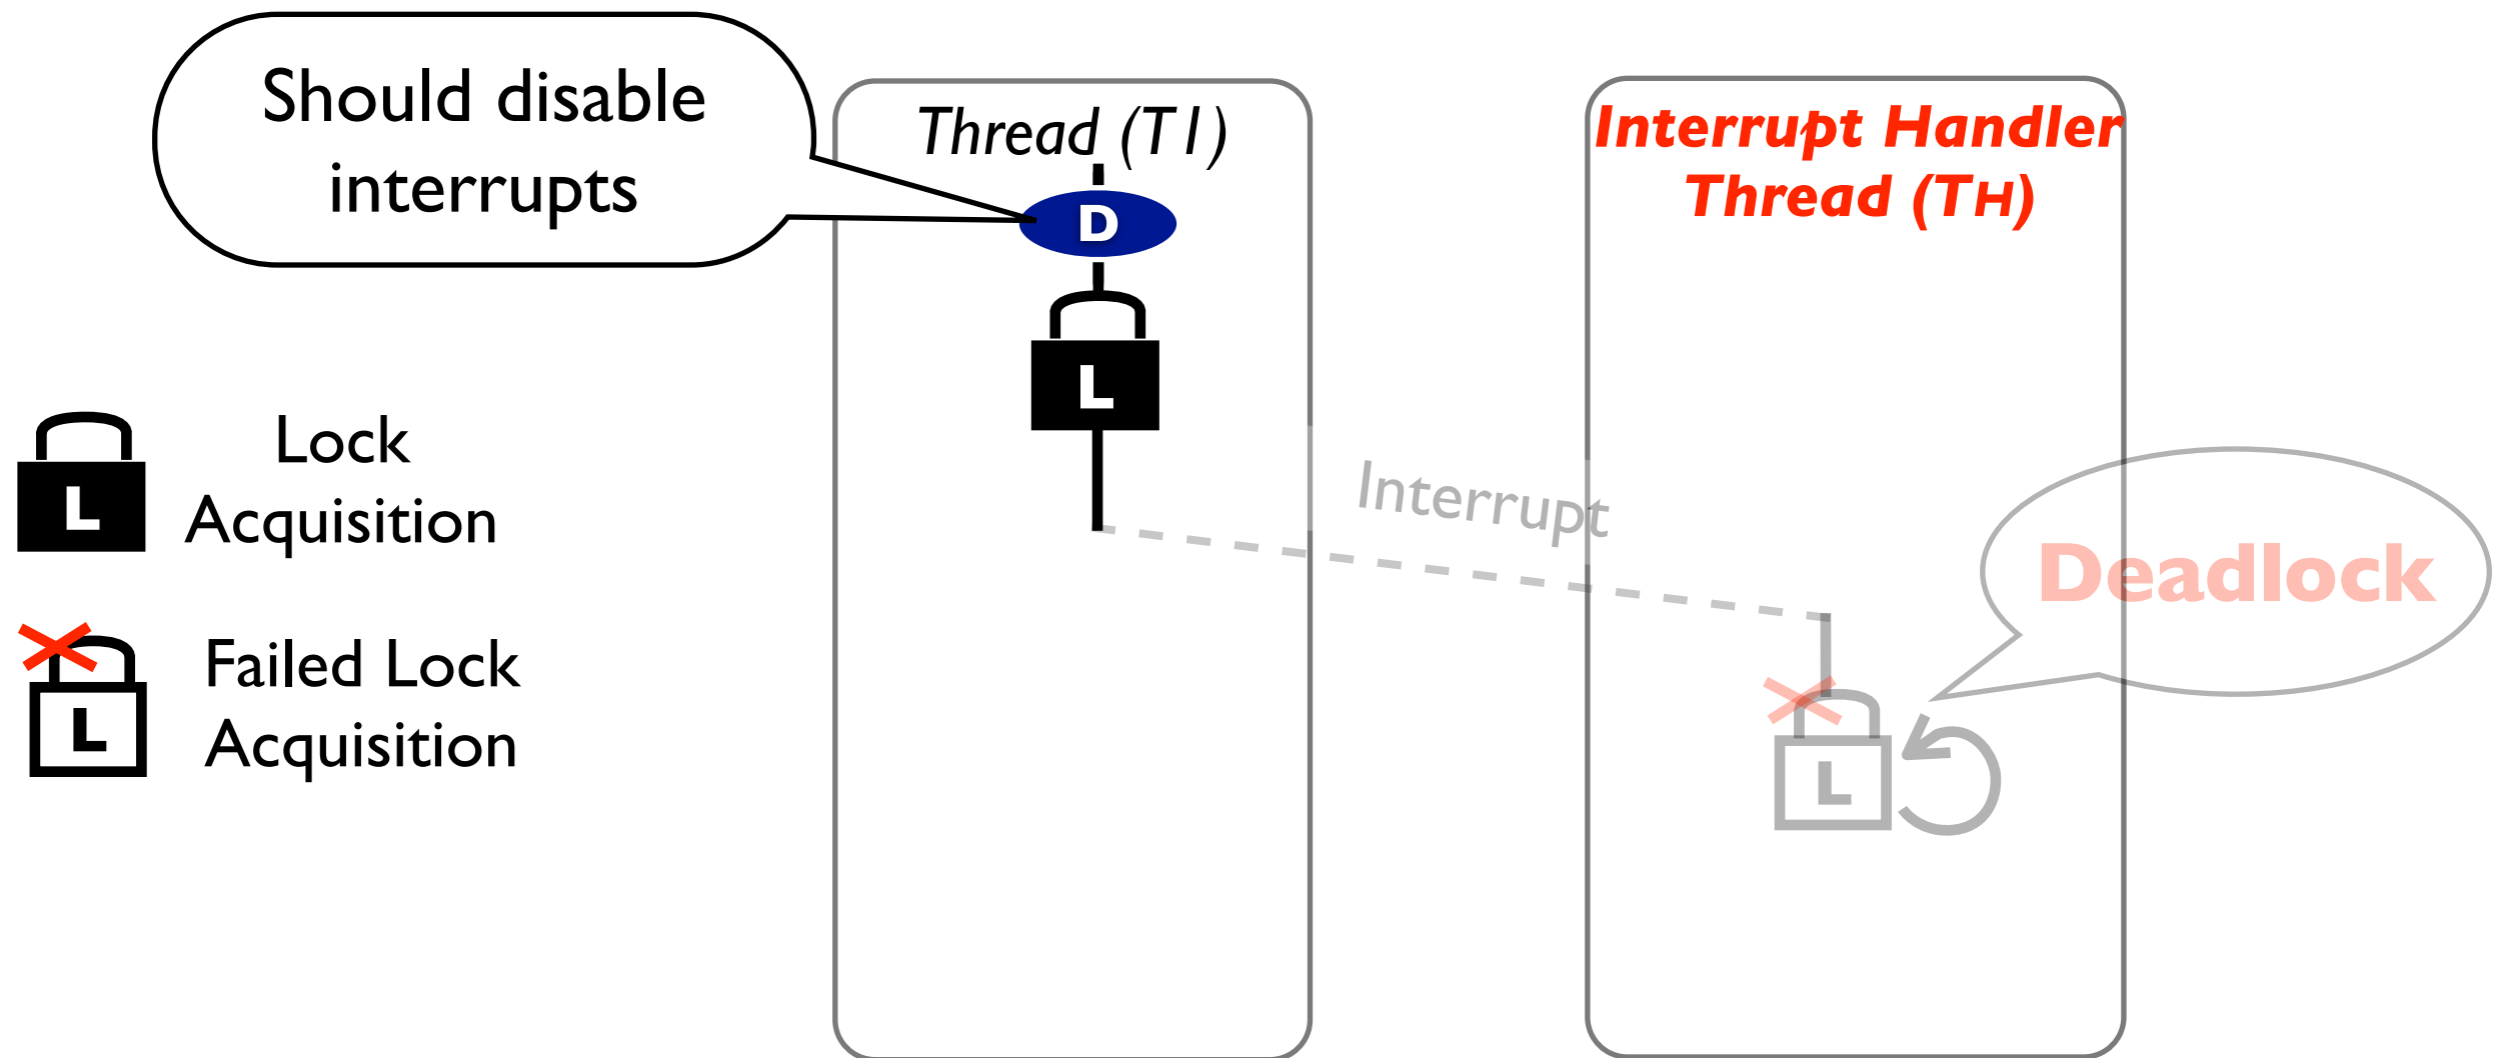 Should disable
interrupts
Thread (T1)
D
L
Interrupt Handler
Thread (TH)
Lock
Acquisition
L
Interrupt
Deadlock
Failed Lock
Acquisition
L
L